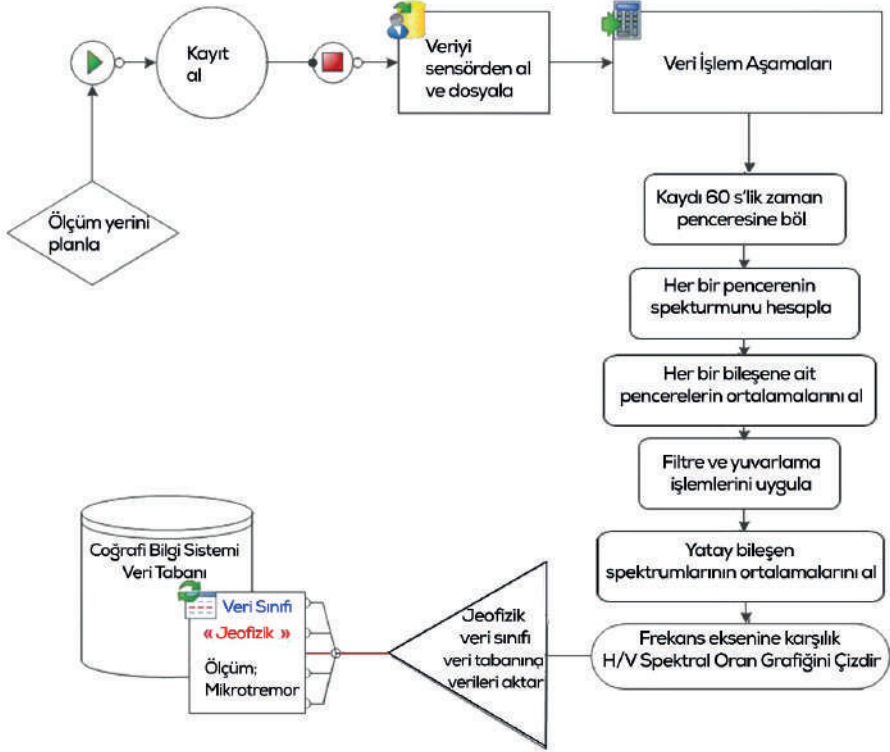 Kayıt
al
Veriyi
sensörden al
ve dosyala
Veri İşlem Aşamaları
Ölçüm yerini
planla
Kaydı 60 s'lik zaman
penceresine böl
Her bir pencerenin
spekturmunu hesapla
Her bir bileşene ait
pencerelerin ortalamalarını al
Filtre ve yuvarlama
işlemlerini uygula
Yatay bileşen
spektrumlarının ortalamalarını al
Frekans eksenine karşılık
H/V Spektral Oran Grafiğini Çizdir
Jeofizik
veri sınıfı
veri tabanına
verileri aktar
Coğrafi Bilgi Sistemi
Veri Tabanı
Veri Sınıfı
« Jeofizik »
Ölçüm;
Mikrotremor